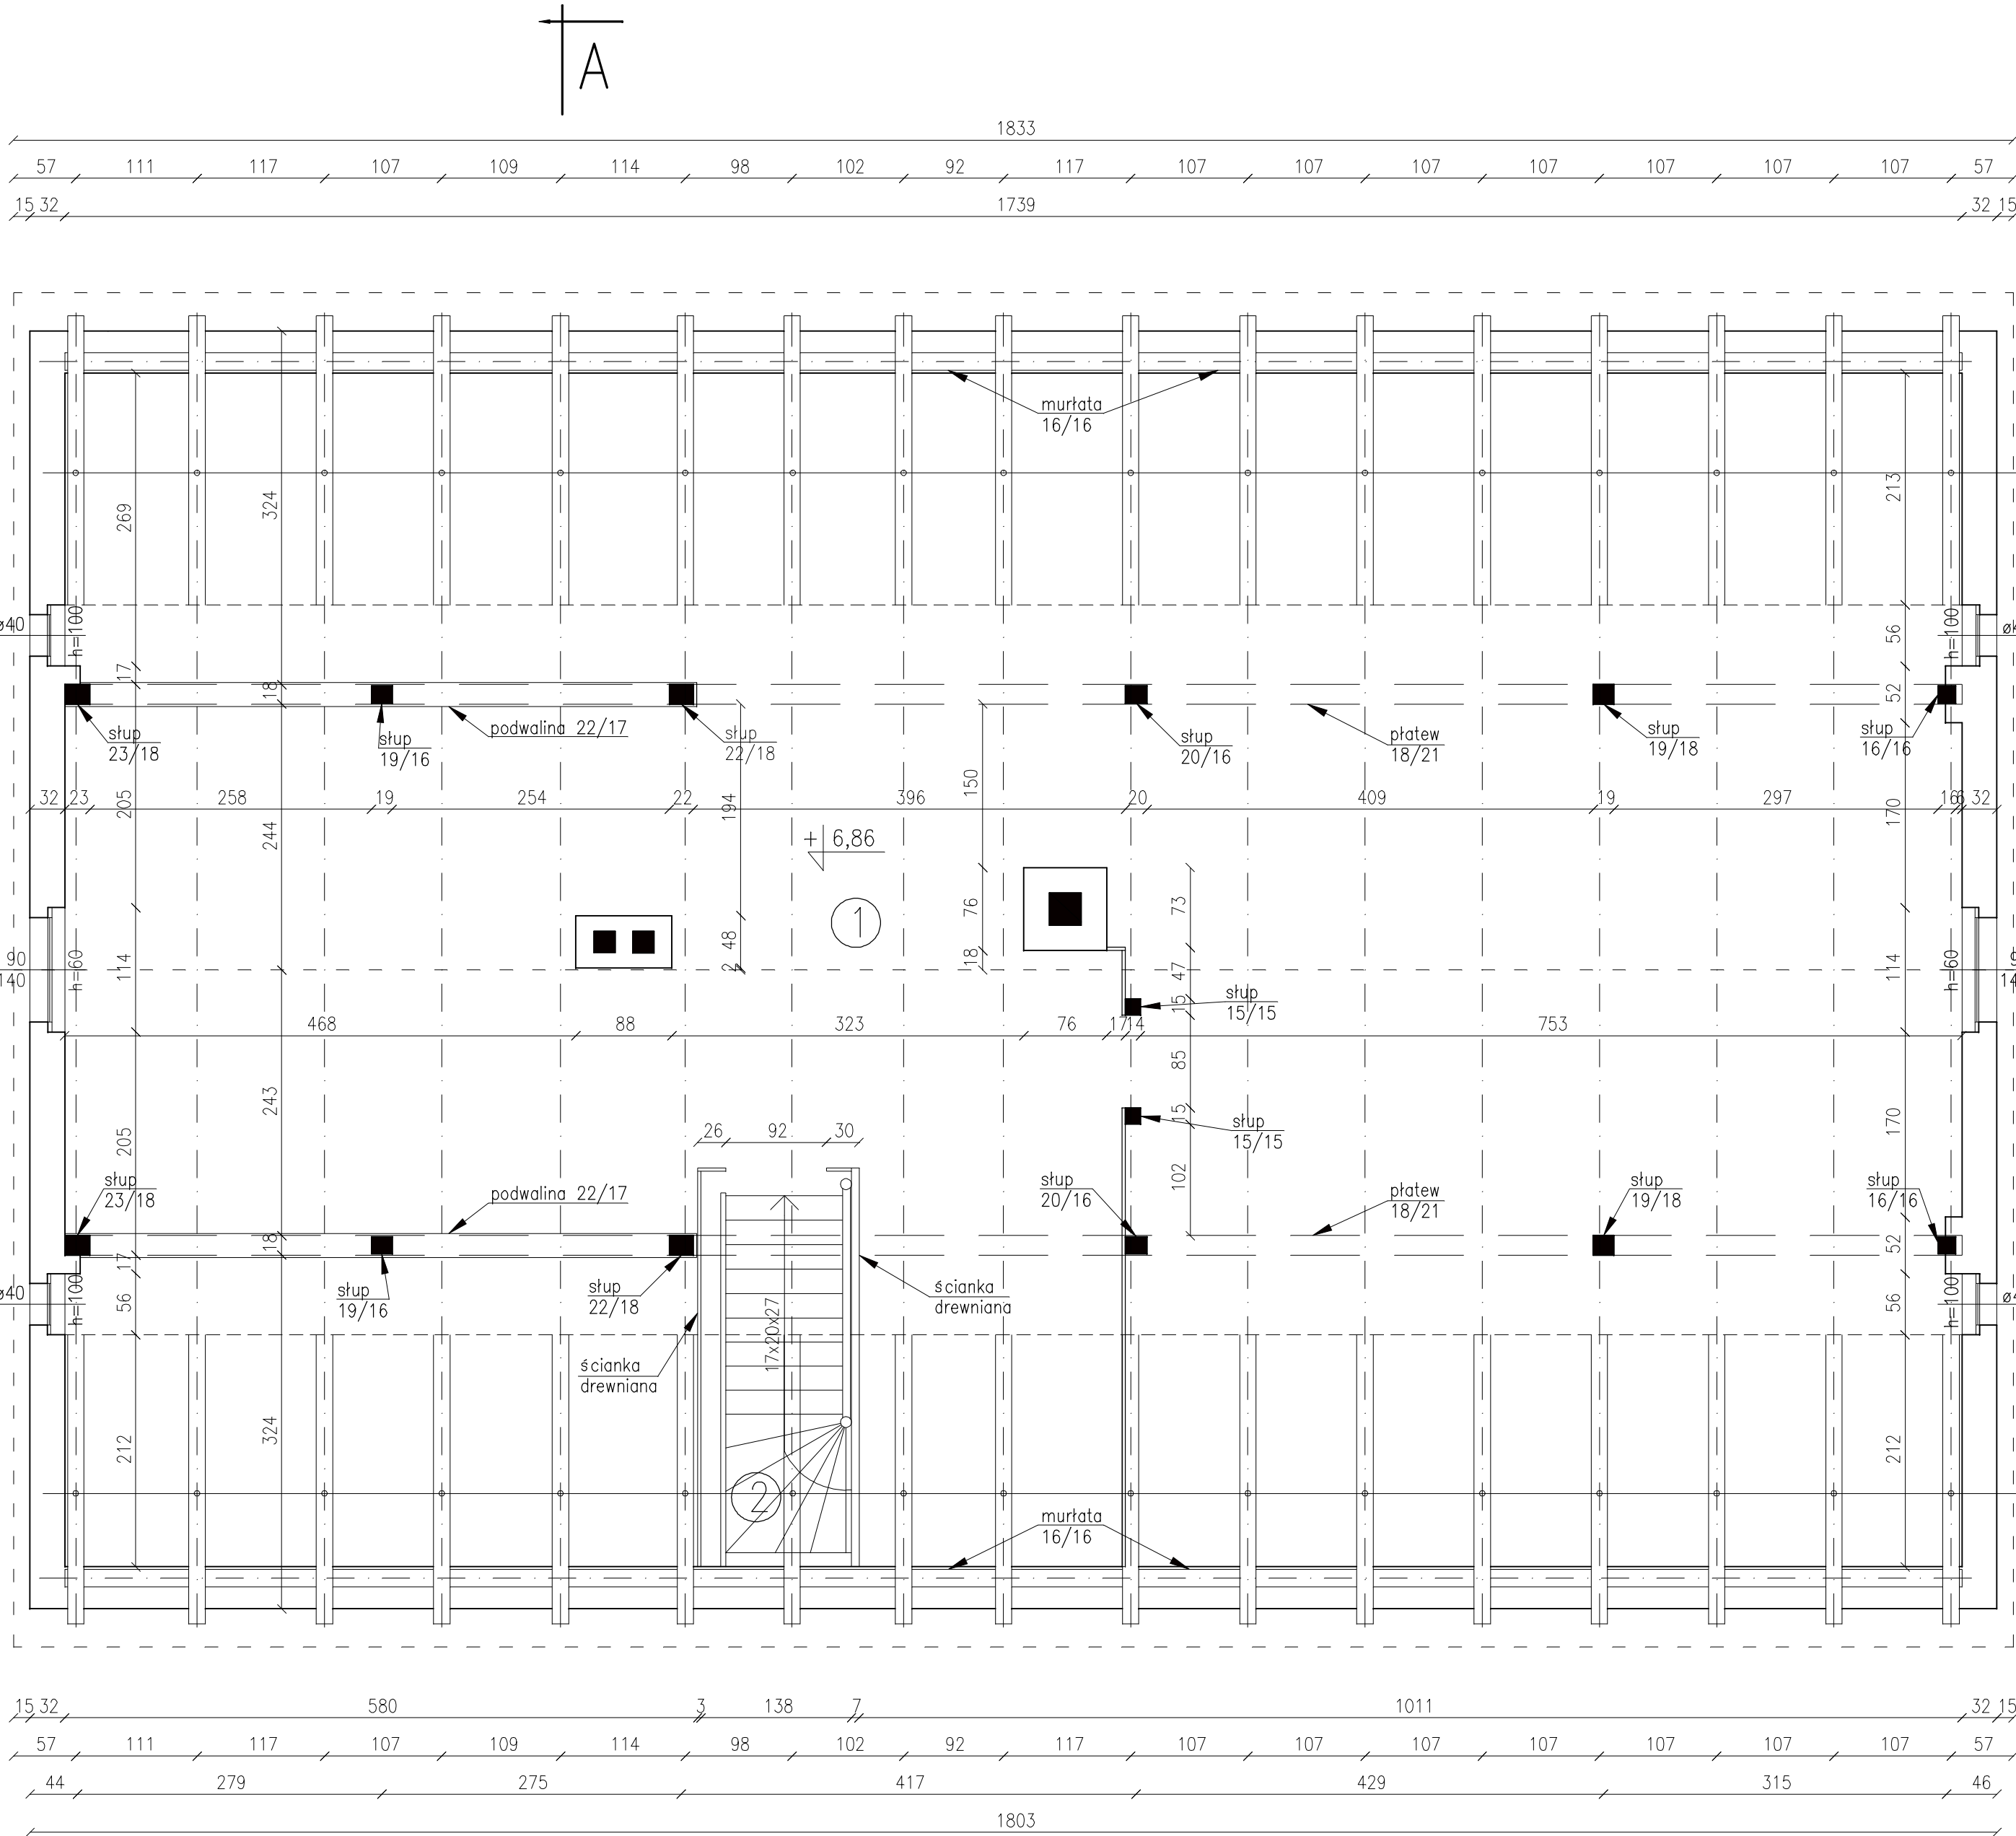 A
1833
57 111 117 107 109 114 98 102 92 117 107 107 107 107 107 107 107 57
15 32 1739 32 15
murłata
16/16
269
324
213
ø40
h=100
h=100
56
17
18
52
słup
23/18
słup
19/16
podwalina 22/17
słup
22/18
słup
20/16
płatew
18/21
słup
19/18
słup
16/16
32 23 258 19 254 22 396 20 409 19 297 16 6 32
205
244
194
150
170
+ 6,86
1
76
73
90
140
h=60
114
2 48
18
47
15
114
h=60
słup
15/15
468 88 323 76 17 14 753
85
243
205
170
15
słup
15/15
26 92 30
102
słup
23/18
podwalina 22/17
słup
20/16
płatew
18/21
słup
19/18
słup
16/16
18
17
52
ø40
h=100
56
słup
19/16
słup
22/18
ścianka
drewniana
56
h=100
17x20x27
ścianka
drewniana
212
324
212
2
murłata
16/16
15 32 580 3 138 7 1011 32 15
57 111 117 107 109 114 98 102 92 117 107 107 107 107 107 107 107 57
44 279 275 417 429 315 46
1803